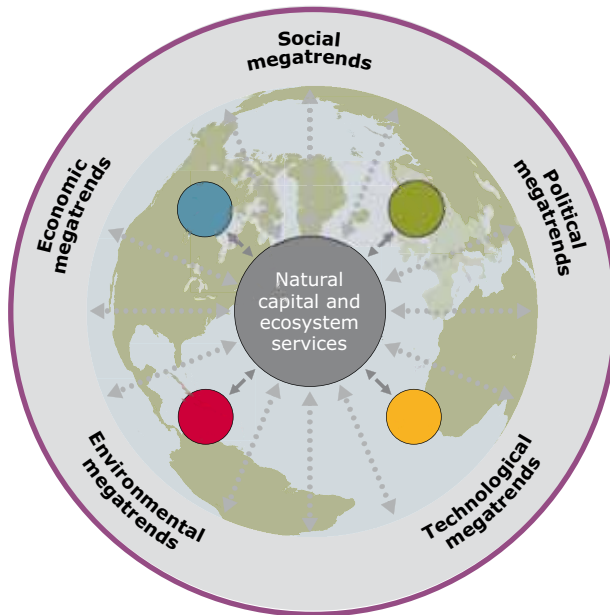 Social
megatrends
Economic
megatrends
Political
megatrends
Natural
capital and
ecosystem
services
Environmental
megatrends
Technological
megatrends